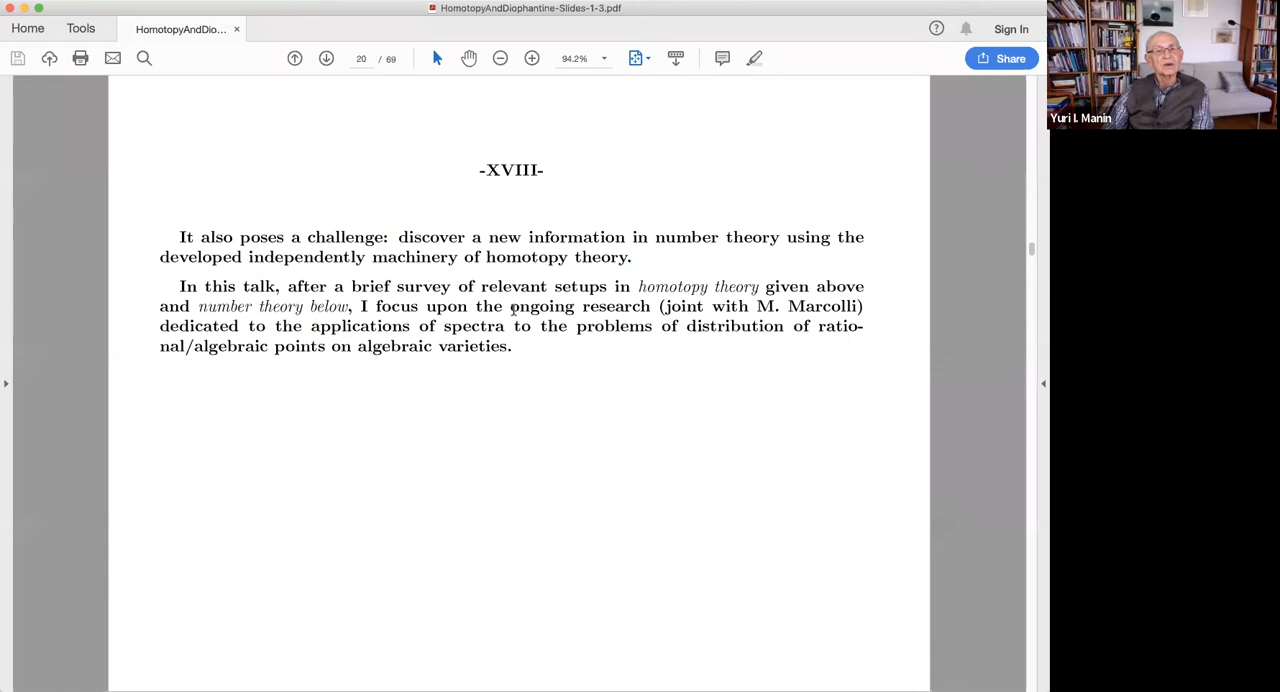 HomotopyAndDiophantine-Slides-1-3.pdf
Home
Tools
HomotopyAndDio...
Sign In
20 / 69
94.2%
Share
Yuri I. Manin
-XVIII-
It also poses a challenge: discover a new information in number theory using the
developed independently machinery of homotopy theory.
In this talk, after a brief survey of relevant setups in homotopy theory given above
and number theory below, I focus upon the ongoing research (joint with M. Marcolli)
dedicated to the applications of spectra to the problems of distribution of ratio-
nal/algebraic points on algebraic varieties.